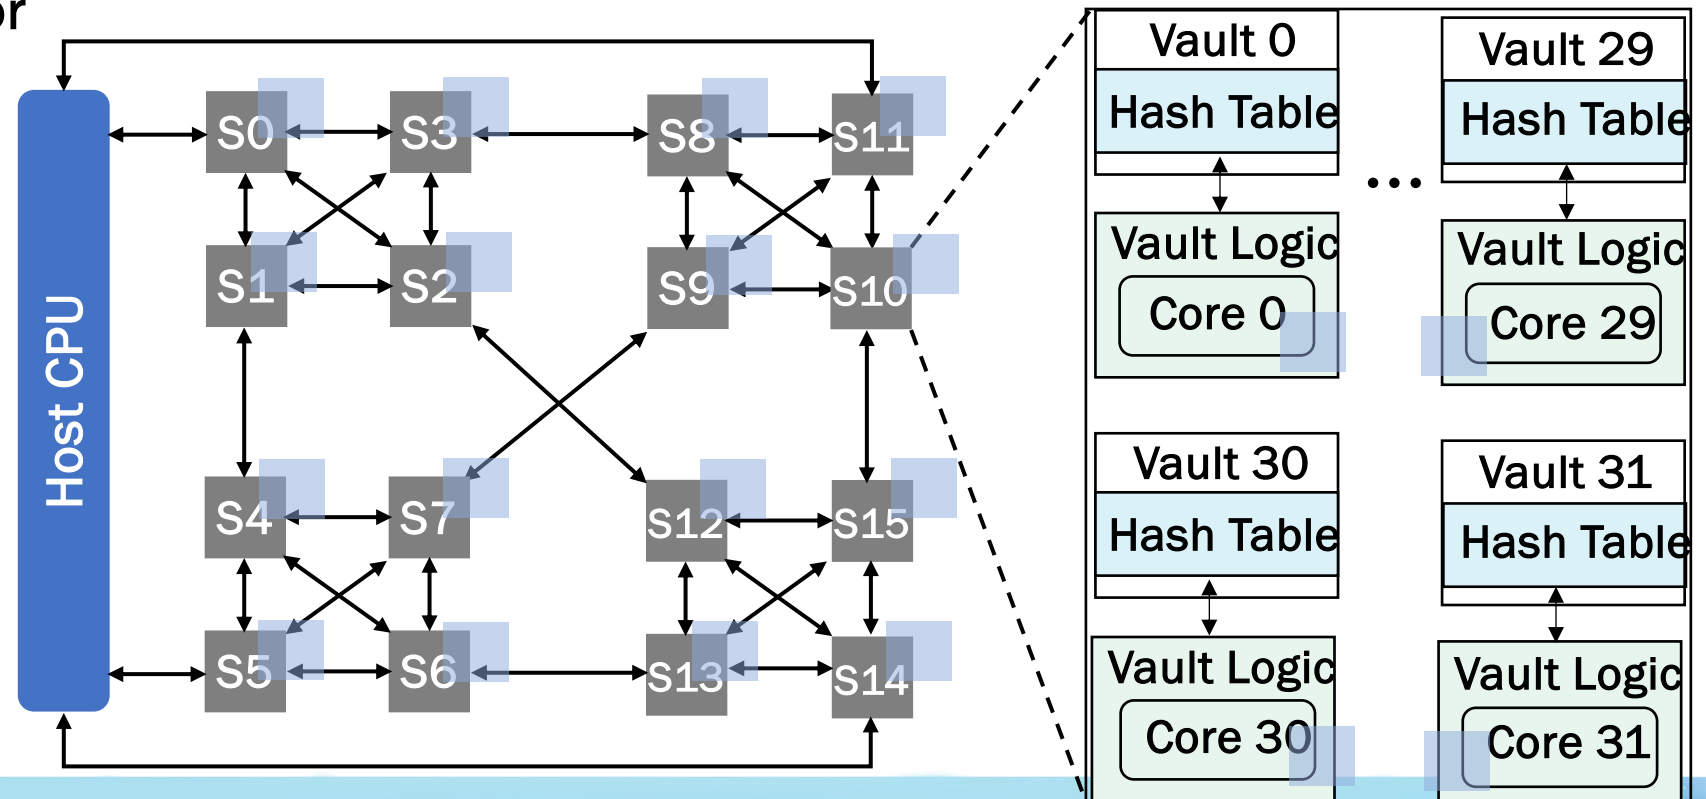 or
Host CPU
S0
S3
S8
S11
S1
S2
S9
S10
S4
S7
S12
S15
S5
S6
S13
S14
Vault 0
Hash Table
Vault Logic
Core 0
...
Vault 29
Hash Table
Vault Logic
Core 29
Vault 30
Hash Table
Vault Logic
Core 30
Vault 31
Hash Table
Vault Logic
Core 31